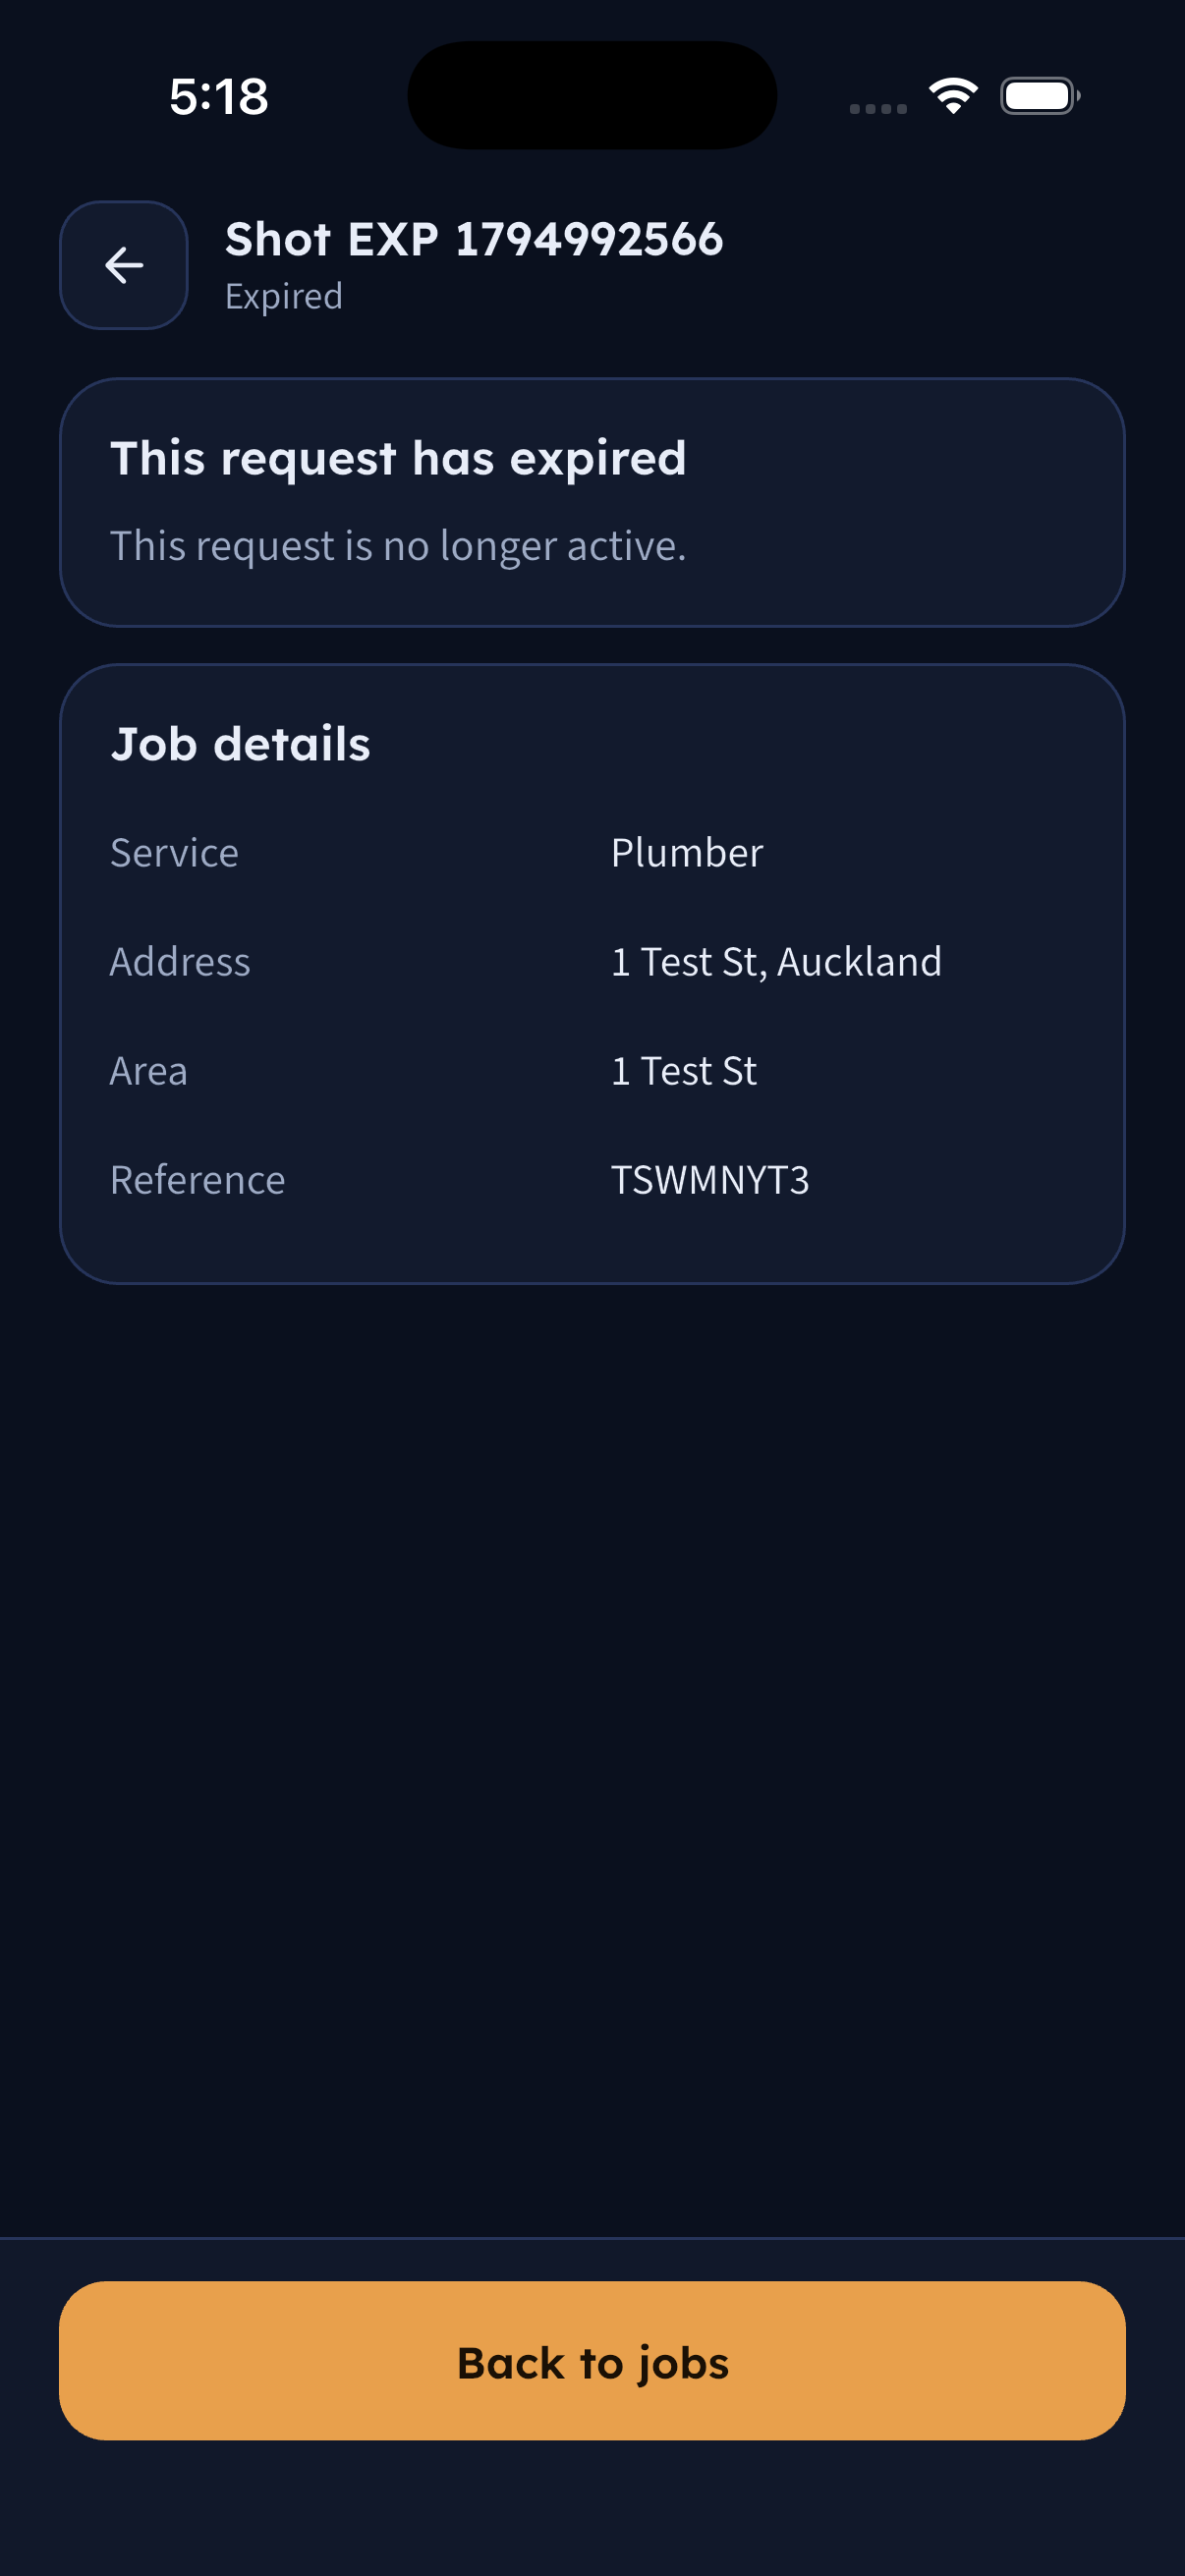 5:18
Shot EXP 1794992566
Expired
This request has expired
This request is no longer active.
Job details
Service Plumber
Address 1 Test St, Auckland
Area 1 Test St
Reference TSWMNYT3
Back to jobs